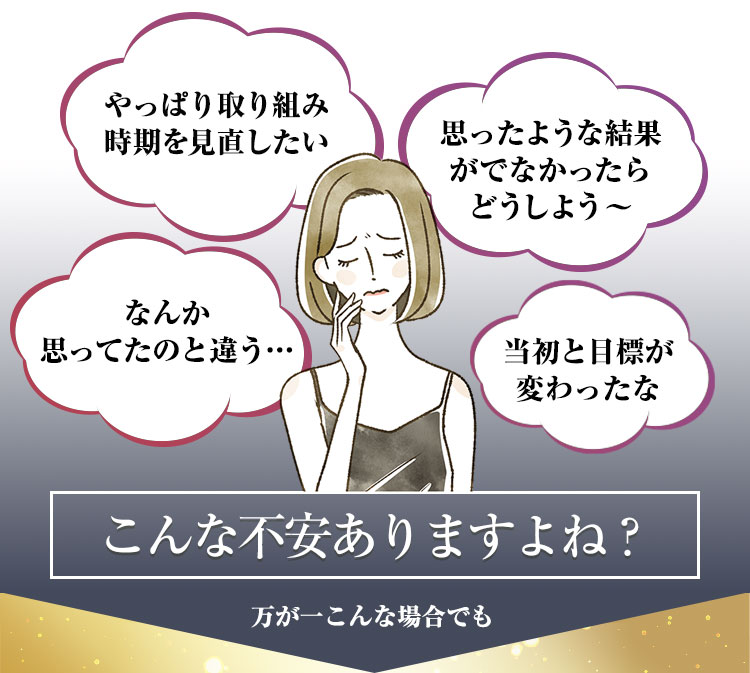 やっぱり取り組み
時期を見直したい
思ったような結果
がでなかったら
どうしよう〜
なんか
思ってたのと違う…
当初と目標が
変わったな
こんな不安ありますよね？
万が一こんな場合でも